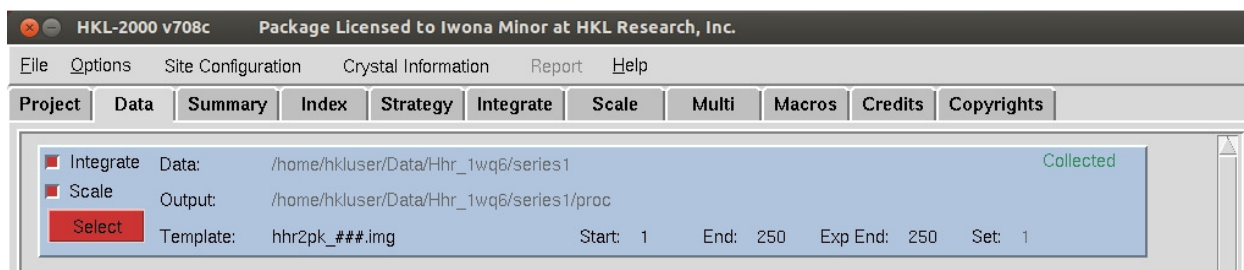 HKL-2000 v708c Package Licensed to Iwona Minor at HKL Research, Inc.
File Options Site Configuration Crystal Information Report Help
Project Data Summary Index Strategy Integrate Scale Multi Macros Credits Copyrights
Integrate Data: /home/hkluser/Data/Hhr_1wq6/series1 Collected
Scale Output: /home/hkluser/Data/Hhr_1wq6/series1/proc
Select Template: hhr2pk_###.img Start: 1 End: 250 Exp End: 250 Set: 1